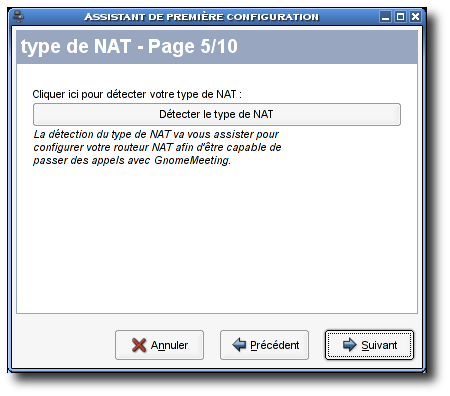 ASSISTANT DE PREMIÈRE CONFIGURATION
type de NAT - Page 5/10
Cliquer ici pour détecter votre type de NAT :
Détecter le type de NAT
La détection du type de NAT va vous assister pour
configurer votre routeur NAT afin d'être capable de
passer des appels avec GnomeMeeting.
Annuler
Précédent
Suivant